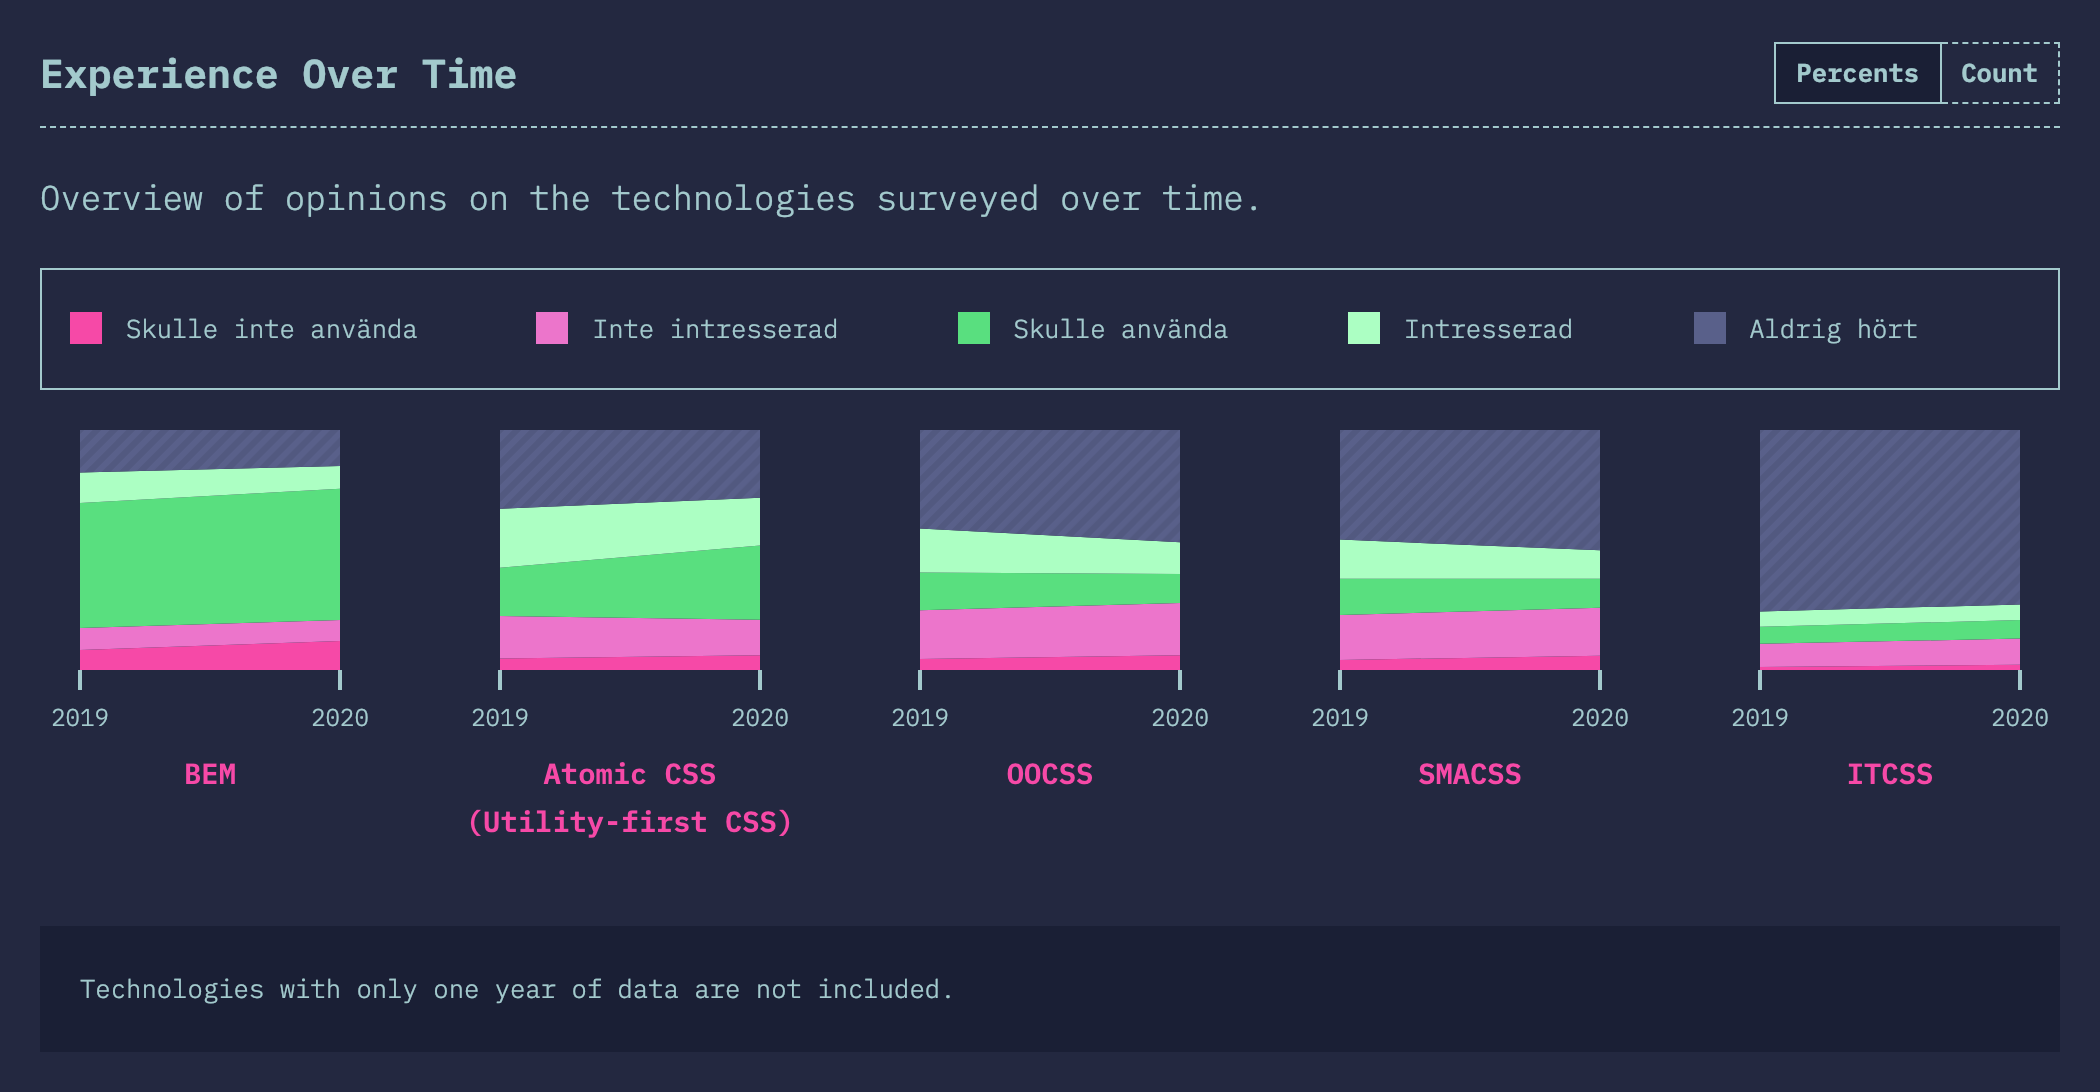 Experience Over Time
Percents Count
Overview of opinions on the technologies surveyed over time.
Skulle inte använda Inte intresserad Skulle använda Intresserad Aldrig hört
2019 2020 2019 2020 2019 2020 2019 2020 2019 2020
BEM Atomic CSS OOCSS SMACSS ITCSS
(Utility-first CSS)
Technologies with only one year of data are not included.